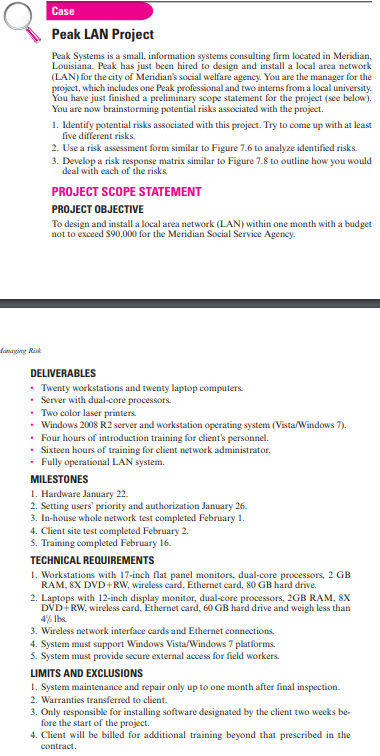 Case
Peak LAN Project
Peak Systems is a small, information systems consulting firm located in Meridian,
Louisiana. Peak has just been hired to design and install a local area network
(LAN) for the city of Meridian's social welfare agency. You are the manager for the
project, which includes one Peak professional and two interns from a local university.
You have just finished a preliminary scope statement for the project (see below).
You are now brainstorming potential risks associated with the project.
1. Identify potential risks associated with this project. Try to come up with at least
five different risks.
2. Use a risk assessment form similar to Figure 7.6 to analyze identified risks.
3. Develop a risk response matrix similar to Figure 7.8 to outline how you would
deal with each of the risks.
PROJECT SCOPE STATEMENT
PROJECT OBJECTIVE
To design and install a local area network (LAN) within one month with a budget
not to exceed $90,000 for the Meridian Social Service Agency.
Managing Risk
DELIVERABLES
• Twenty workstations and twenty laptop computers.
• Server with dual-core processors.
• Two color laser printers.
• Windows 2008 R2 server and workstation operating system (Vista/Windows 7).
• Four hours of introduction training for client's personnel.
• Sixteen hours of training for client network administrator.
• Fully operational LAN system.
MILESTONES
1. Hardware January 22.
2. Setting users' priority and authorization January 26.
3. In-house whole network test completed February 1.
4. Client site test completed February 2.
5. Training completed February 16.
TECHNICAL REQUIREMENTS
1. Workstations with 17-inch flat panel monitors, dual-core processors, 2 GB
RAM, 8X DVD+RW, wireless card, Ethernet card, 80 GB hard drive.
2. Laptops with 12-inch display monitor, dual-core processors, 2GB RAM, 8X
DVD+RW, wireless card, Ethernet card, 60 GB hard drive and weigh less than
4½ lbs.
3. Wireless network interface cards and Ethernet connections.
4. System must support Windows Vista/Windows 7 platforms.
5. System must provide secure external access for field workers.
LIMITS AND EXCLUSIONS
1. System maintenance and repair only up to one month after final inspection.
2. Warranties transferred to client.
3. Only responsible for installing software designated by the client two weeks be-
fore the start of the project.
4. Client will be billed for additional training beyond that prescribed in the
contract.